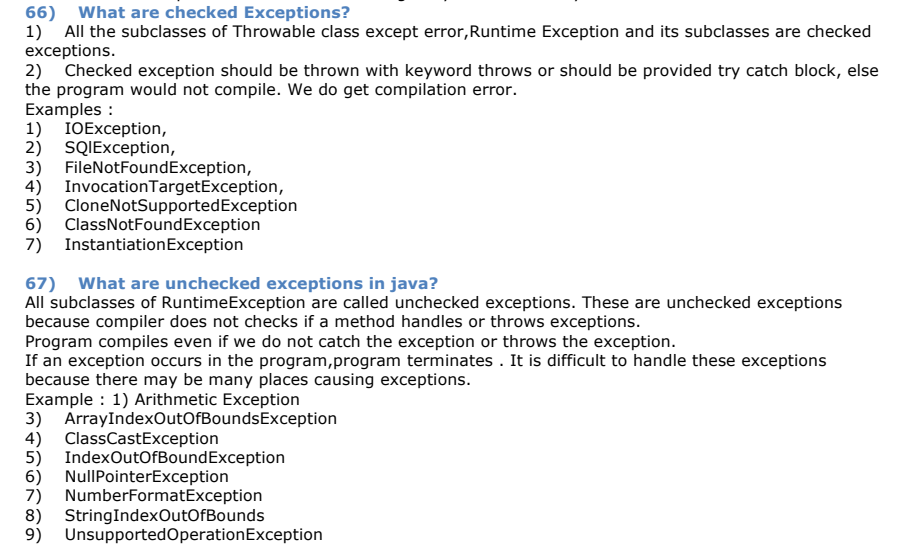 66) What are checked Exceptions?
1) All the subclasses of Throwable class except error,Runtime Exception and its subclasses are checked
exceptions.
2) Checked exception should be thrown with keyword throws or should be provided try catch block, else
the program would not compile. We do get compilation error.
Examples :
1) IOException,
2) SQlException,
3) FileNotFoundException,
4) InvocationTargetException,
5) CloneNotSupportedException
6) ClassNotFoundException
7) InstantiationException
67) What are unchecked exceptions in java?
All subclasses of RuntimeException are called unchecked exceptions. These are unchecked exceptions
because compiler does not checks if a method handles or throws exceptions.
Program compiles even if we do not catch the exception or throws the exception.
If an exception occurs in the program,program terminates . It is difficult to handle these exceptions
because there may be many places causing exceptions.
Example : 1) Arithmetic Exception
3) ArrayIndexOutOfBoundsException
4) ClassCastException
5) IndexOutOfBoundException
6) NullPointerException
7) NumberFormatException
8) StringIndexOutOfBounds
9) UnsupportedOperationException